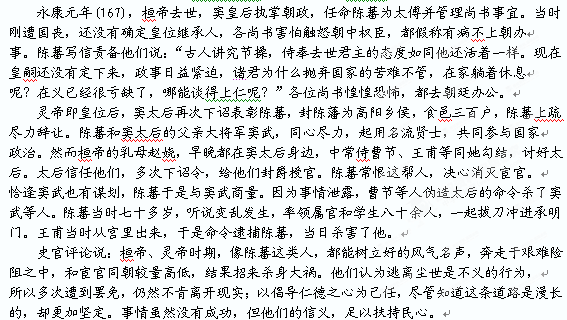 永康元年(167)，桓帝去世，窦皇后执掌朝政，任命陈蕃为太傅并管理尚书事宜。当时
刚遭国丧，还没有确定皇位继承人，各尚书害怕触怒朝中权臣，都假称有病不上朝办
事。陈蕃写信责备他们说：“古人讲究节操，侍奉去世君主的态度如同他还活着一样。现在
皇嗣还没有定下来，政事日益紧迫，诸君为什么抛弃国家的苦难不管，在家躺着休息
呢？在义已经很亏缺了，哪能谈得上仁呢？”各位尚书惶惶恐怖，都去朝廷办公。
灵帝即皇位后，窦太后再次下诏表彰陈蕃，封陈蕃为高阳乡侯，食邑三百户，陈蕃上疏
尽力辞让。陈蕃和窦太后的父亲大将军窦武，同心尽力，起用名流贤士，共同参与国家
政治。然而桓帝的乳母赵娆，早晚都在窦太后身边，中常侍曹节、王甫等同她勾结，讨好太
后。太后信任他们，多次下诏令，给他们封爵授官。陈蕃常恨这帮人，决心消灭宦官。
恰逢窦武也有谋划，陈蕃于是与窦武商量。因为事情泄露，曹节等人伪造太后的命令杀了窦
武等人。陈蕃当时七十多岁，听说变乱发生，率领属官和学生八十余人，一起拔刀冲进承明
门。王甫当时从宫里出来，于是命令逮捕陈蕃，当日杀害了他。
史官评论说：桓帝、灵帝时期，像陈蕃这类人，都能树立好的风气名声，奔走于艰难险
阻之中，和宦官同朝较量高低，结果招来杀身大祸。他们认为逃离尘世是不义的行为，
所以多次遭到罢免，仍然不肯离开现实；以倡导仁德之心为己任，尽管知道这条道路是漫长
的，却更加坚定。事情虽然没有成功，但他们的信义，足以扶持民心。